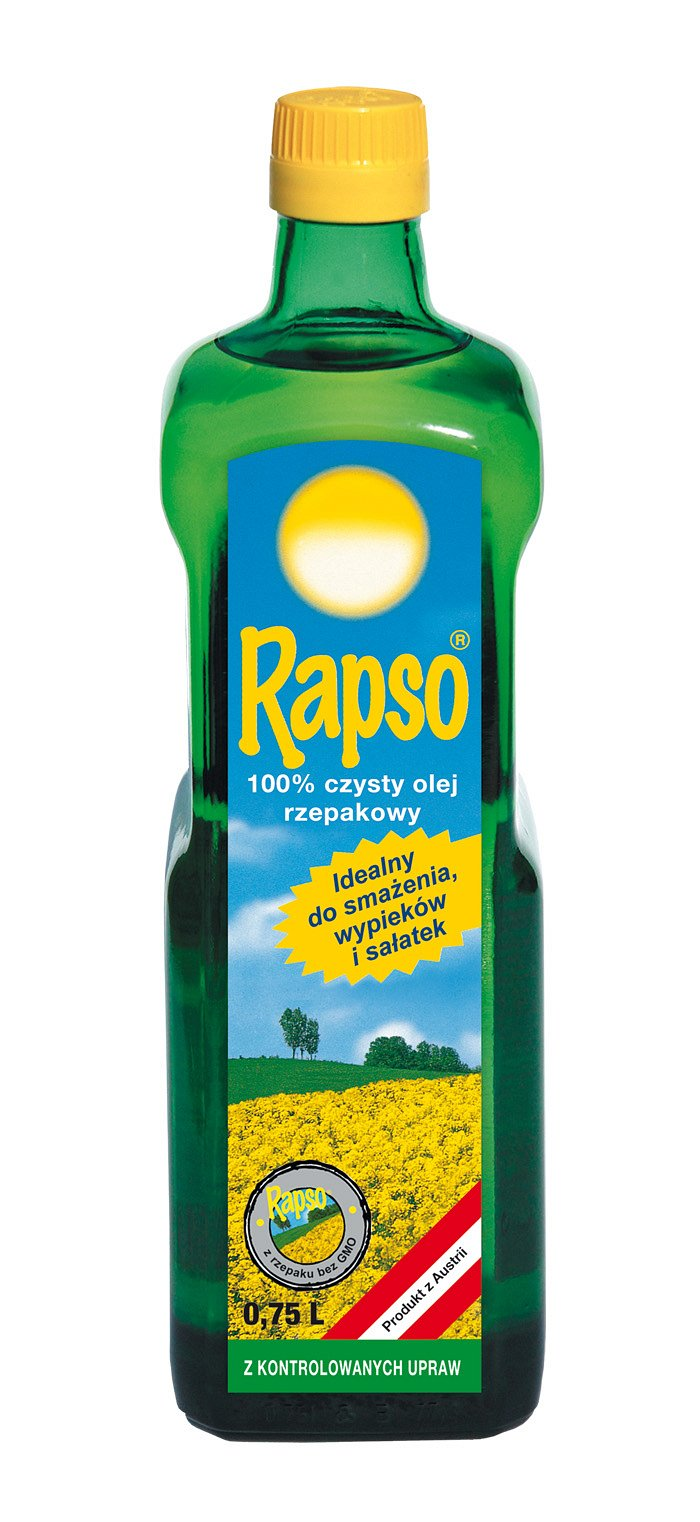 Rapso®
100% czysty olej
rzepakowy
Idealny
do smażenia,
wypieków
i sałatek
Rapso
z rzepaku bez GMO
0,75 L
Produkt z Austrii
Z KONTROLOWANYCH UPRAW